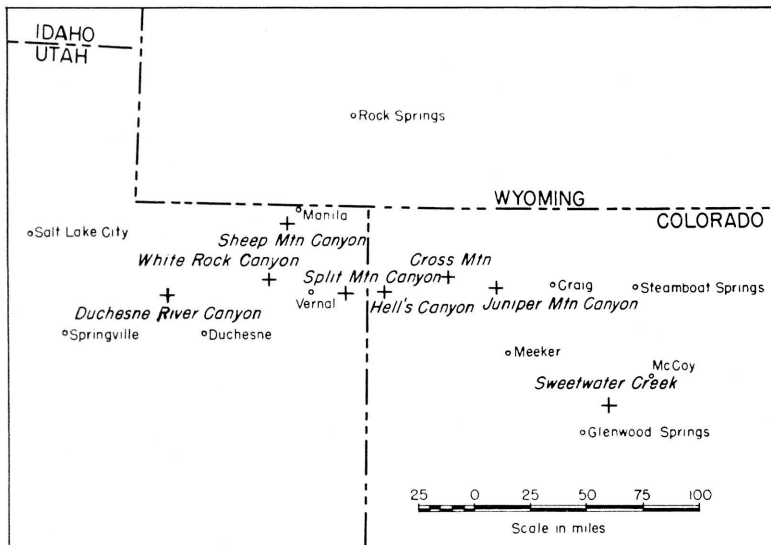 IDAHO
UTAH
Rock Springs
WYOMING
COLORADO
Manila
Salt Lake City
Sheep Mtn Canyon
White Rock Canyon
Cross Mtn
Split Mtn Canyon
Vernal
Hell's Canyon
Craig
Steamboat Springs
Juniper Mtn Canyon
Duchesne River Canyon
Springville
Duchesne
Meeker
McCoy
Sweetwater Creek
Glenwood Springs
25 0 25 50 75 100
Scale in miles